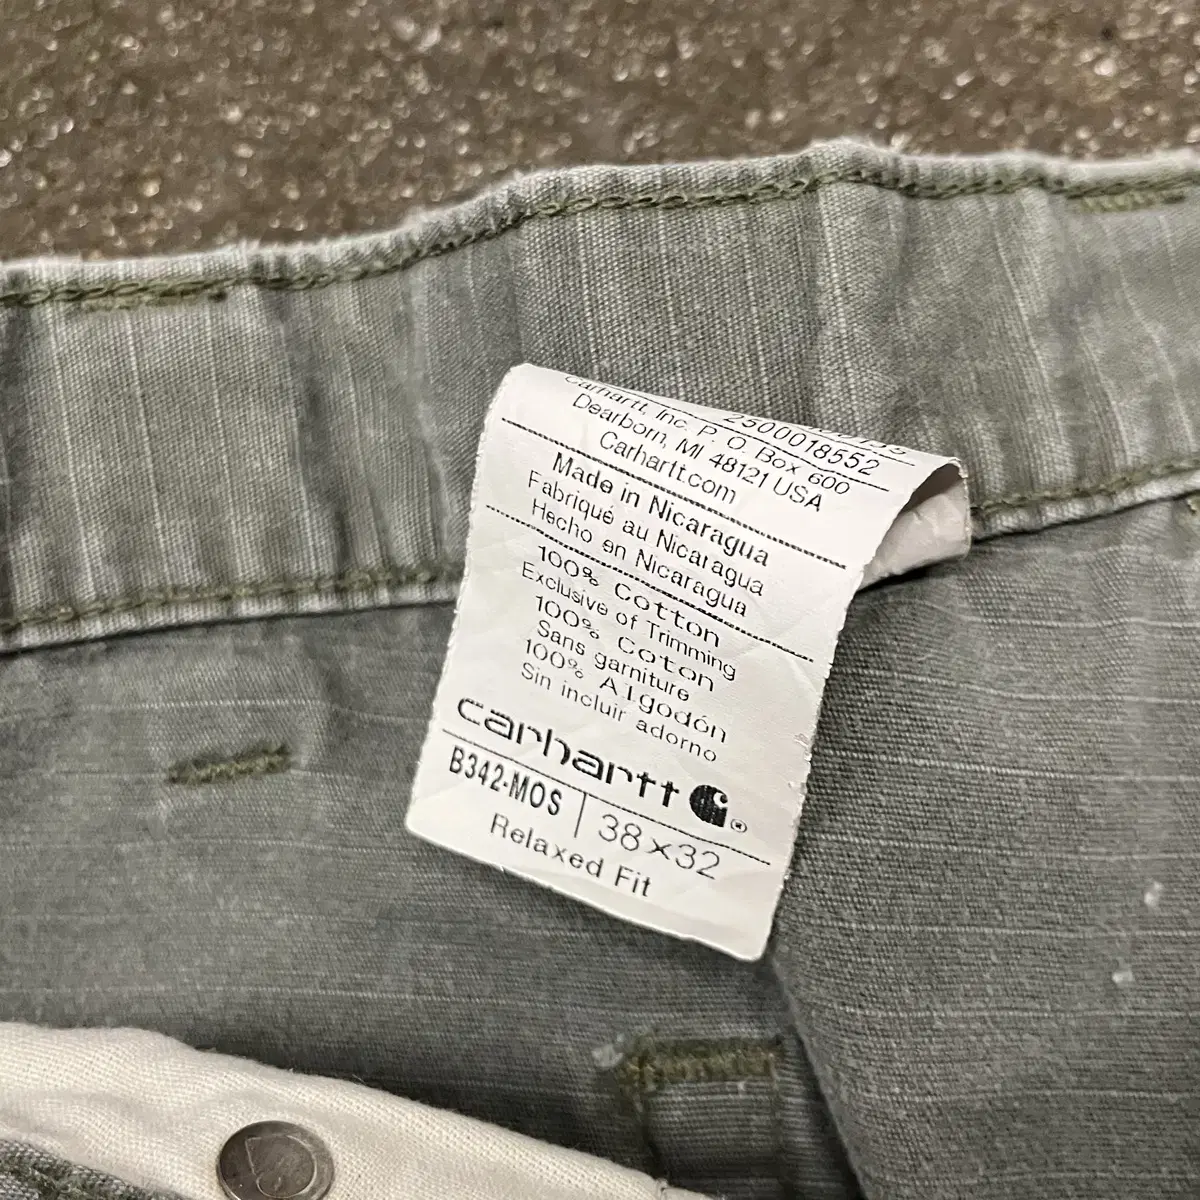 2500018552
Carhartt, Inc. P. O. Box 600
Dearborn, MI 48121 USA
Carhartt.com
Made in Nicaragua
Fabriqué au Nicaragua
Hecho en Nicaragua
100% Cotton
Exclusive of Trimming
100% Coton
Sans garniture
100% Algodón
Sin incluir adorno
carhartt
B342-MOS | 38×32
Relaxed Fit